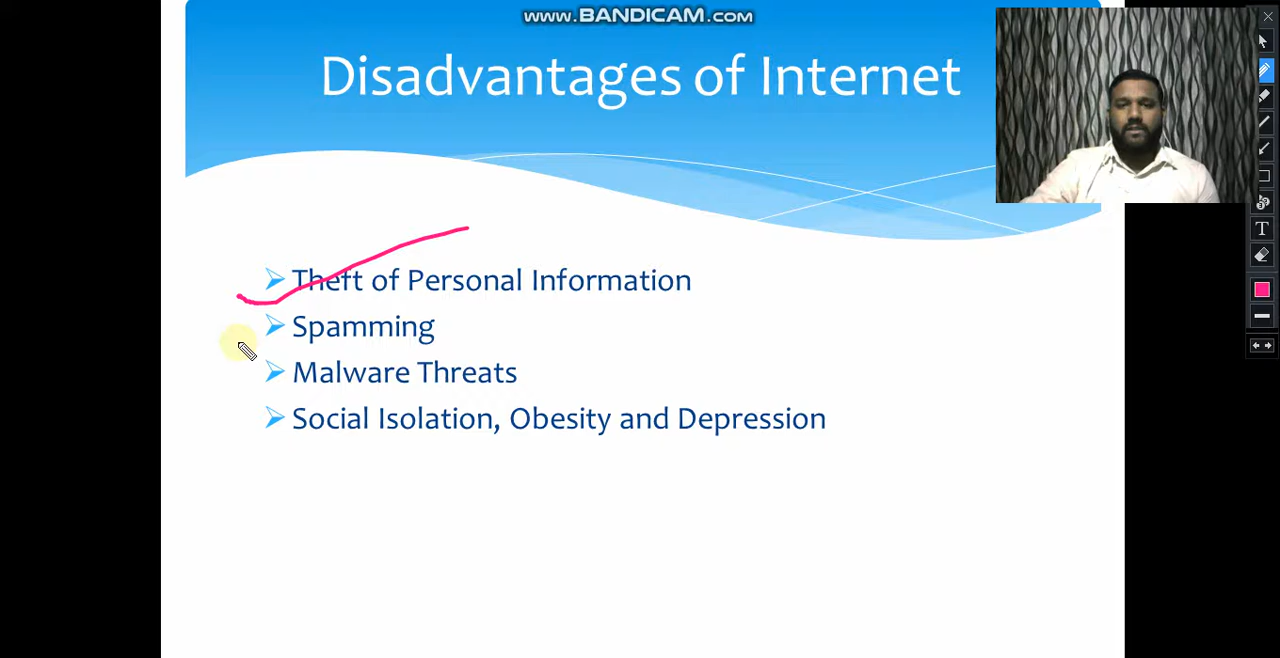 www.BANDICAM.com
Disadvantages of Internet
Theft of Personal Information
Spamming
Malware Threats
Social Isolation, Obesity and Depression
T